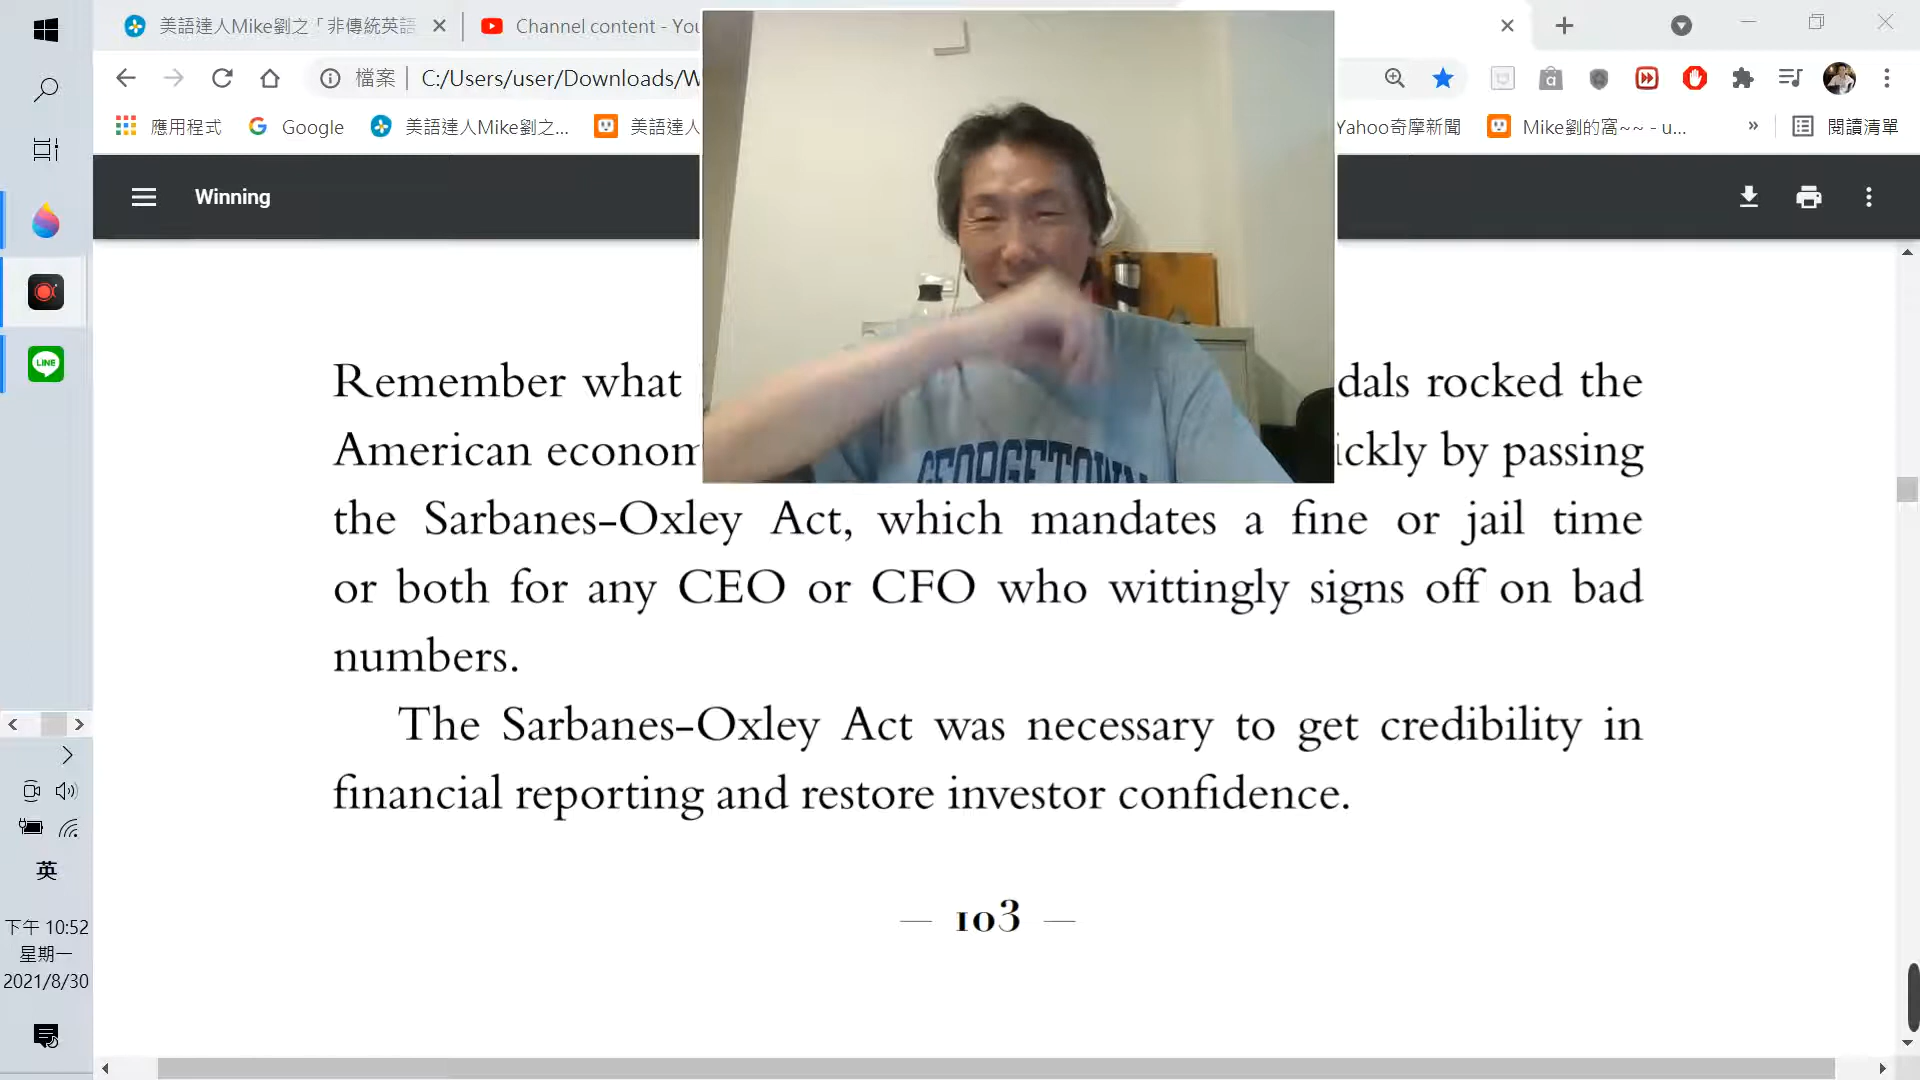 美語達人Mike劉之「非傳統英語
Channel content - You
檔案
C:/Users/user/Downloads/W
應用程式
Google
美語達人Mike劉之...
美語達人
Yahoo奇摩新聞
Mike劉的窩~~ - u...
»
閱讀清單
Winning
GEORGETOWN
Remember what dals rocked the
American econom ickly by passing
the Sarbanes-Oxley Act, which mandates a fine or jail time
or both for any CEO or CFO who wittingly signs off on bad
numbers.
The Sarbanes-Oxley Act was necessary to get credibility in
financial reporting and restore investor confidence.
— 103 —
LINE
英
下午 10:52
星期一
2021/8/30